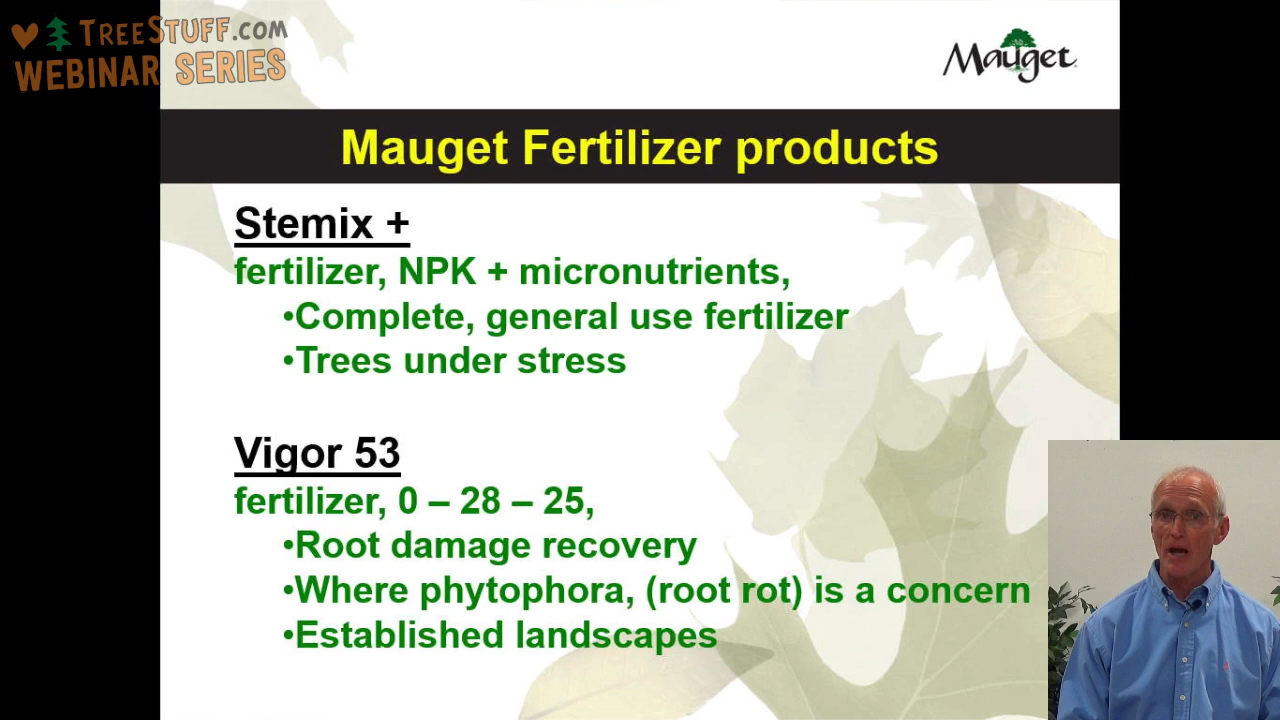 TREESTUFF.COM
WEBINAR SERIES
Mauget
Mauget Fertilizer products
Stemix +
fertilizer, NPK + micronutrients,
•Complete, general use fertilizer
•Trees under stress
Vigor 53
fertilizer, 0 – 28 – 25,
•Root damage recovery
•Where phytophora, (root rot) is a concern
•Established landscapes